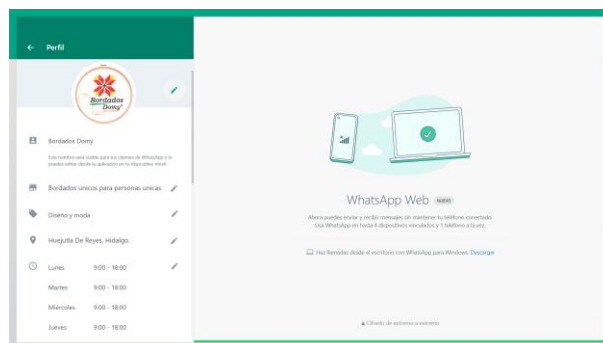 Perfil
Bordados
Domy
Bordados Domy
Este nombre será visible para tus clientes de WhatsApp y lo
puedes editar desde la aplicación en tu dispositivo móvil.
Bordados únicos para personas únicas
Diseño y moda
Huejutla De Reyes, Hidalgo.
Lunes 9:00 - 18:00
Martes 9:00 - 18:00
Miércoles 9:00 - 18:00
Jueves 9:00 - 18:00
WhatsApp Web NUEVO
Ahora puedes enviar y recibir mensajes sin mantener tu teléfono conectado.
Usa WhatsApp en hasta 4 dispositivos vinculados y 1 teléfono a la vez.
Haz llamadas desde el escritorio con WhatsApp para Windows. Descargar
Cifrado de extremo a extremo